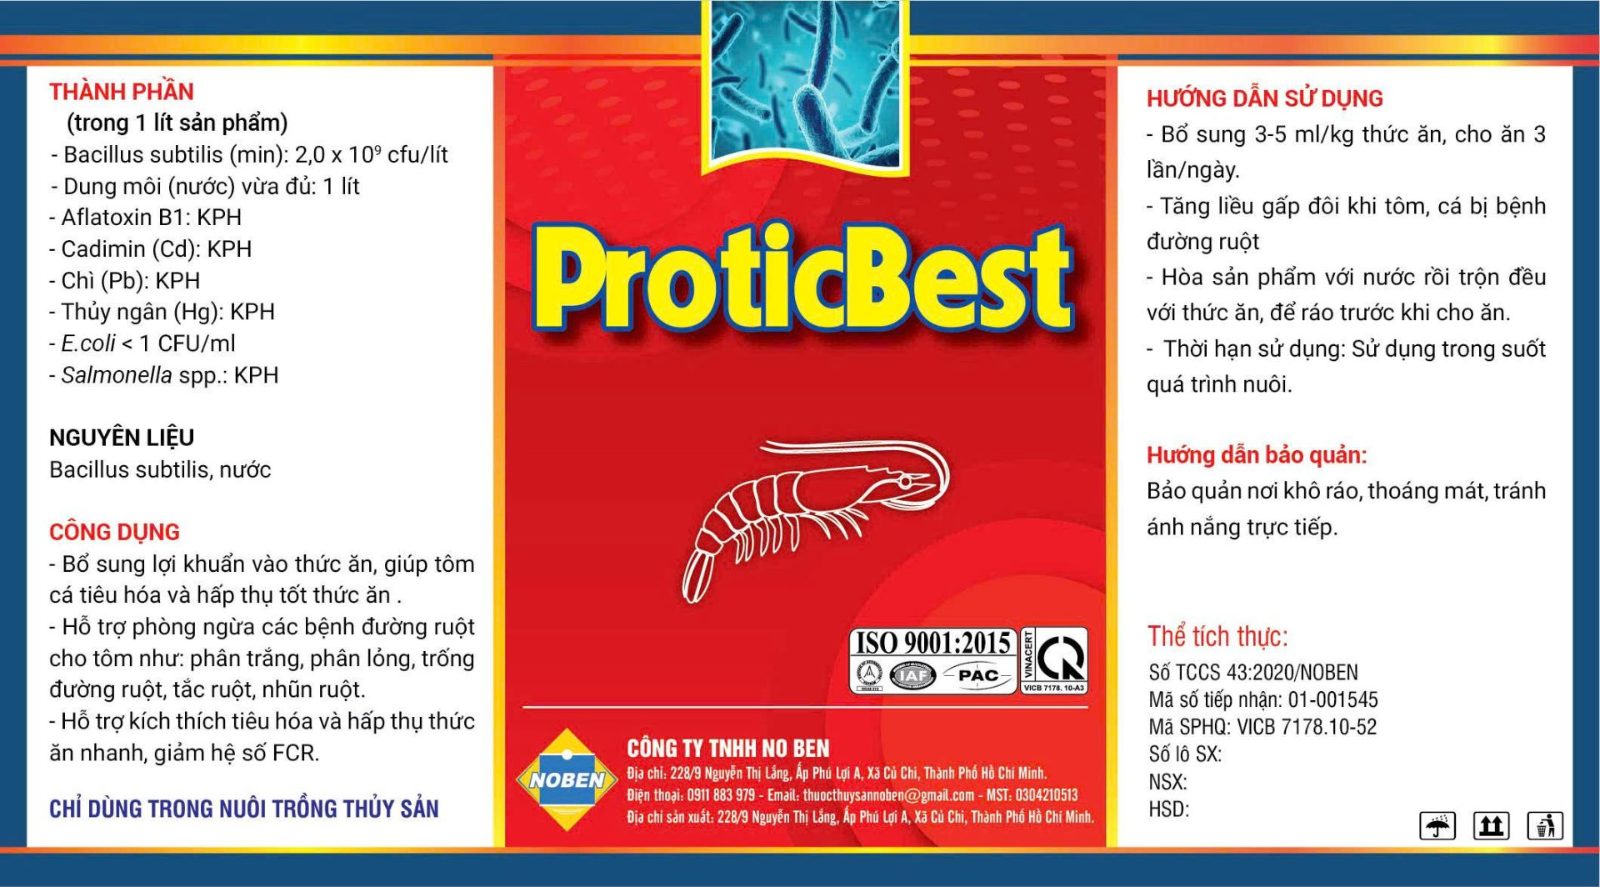 THÀNH PHẦN
(trong 1 lít sản phẩm)
- Bacillus subtilis (min): 2,0 x 10⁹ cfu/lít
- Dung môi (nước) vừa đủ: 1 lít
- Aflatoxin B1: KPH
- Cadimin (Cd): KPH
- Chì (Pb): KPH
- Thủy ngân (Hg): KPH
- E.coli < 1 CFU/ml
- Salmonella spp.: KPH
NGUYÊN LIỆU
Bacillus subtilis, nước
CÔNG DỤNG
- Bổ sung lợi khuẩn vào thức ăn, giúp tôm
cá tiêu hóa và hấp thụ tốt thức ăn .
- Hỗ trợ phòng ngừa các bệnh đường ruột
cho tôm như: phân trắng, phân lỏng, trống
đường ruột, tắc ruột, nhũn ruột.
- Hỗ trợ kích thích tiêu hóa và hấp thụ thức
ăn nhanh, giảm hệ số FCR.
CHỈ DÙNG TRONG NUÔI TRỒNG THỦY SẢN
ProticBest
ISO 9001:2015
IAF
PAC
VINACERT
VICB 7178. 10-A3
NOBEN
CÔNG TY TNHH NO BEN
Địa chỉ: 228/9 Nguyễn Thị Lắng, Ấp Phú Lợi A, Xã Củ Chi, Thành Phố Hồ Chí Minh.
Điện thoại: 0911 883 979 - Email: thuocthuysannoben@gmail.com - MST: 0304210513
Địa chỉ sản xuất: 228/9 Nguyễn Thị Lắng, Ấp Phú Lợi A, Xã Củ Chi, Thành Phố Hồ Chí Minh.
HƯỚNG DẪN SỬ DỤNG
- Bổ sung 3-5 ml/kg thức ăn, cho ăn 3
lần/ngày.
- Tăng liều gấp đôi khi tôm, cá bị bệnh
đường ruột
- Hòa sản phẩm với nước rồi trộn đều
với thức ăn, để ráo trước khi cho ăn.
- Thời hạn sử dụng: Sử dụng trong suốt
quá trình nuôi.
Hướng dẫn bảo quản:
Bảo quản nơi khô ráo, thoáng mát, tránh
ánh nắng trực tiếp.
Thể tích thực:
Số TCCS 43:2020/NOBEN
Mã số tiếp nhận: 01-001545
Mã SPHQ: VICB 7178.10-52
Số lô SX:
NSX:
HSD: